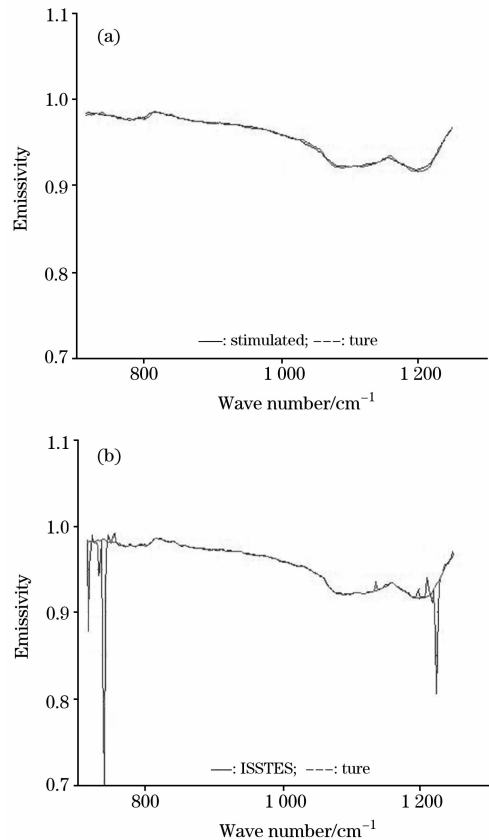 (a)
1.1
1.0
0.9
0.8
0.7
Emissivity
——: stimulated; ---: ture
800
1 000
1 200
Wave number/cm⁻¹
(b)
1.1
1.0
0.9
0.8
0.7
Emissivity
——: ISSTES; ---: ture
800
1 000
1 200
Wave number/cm⁻¹